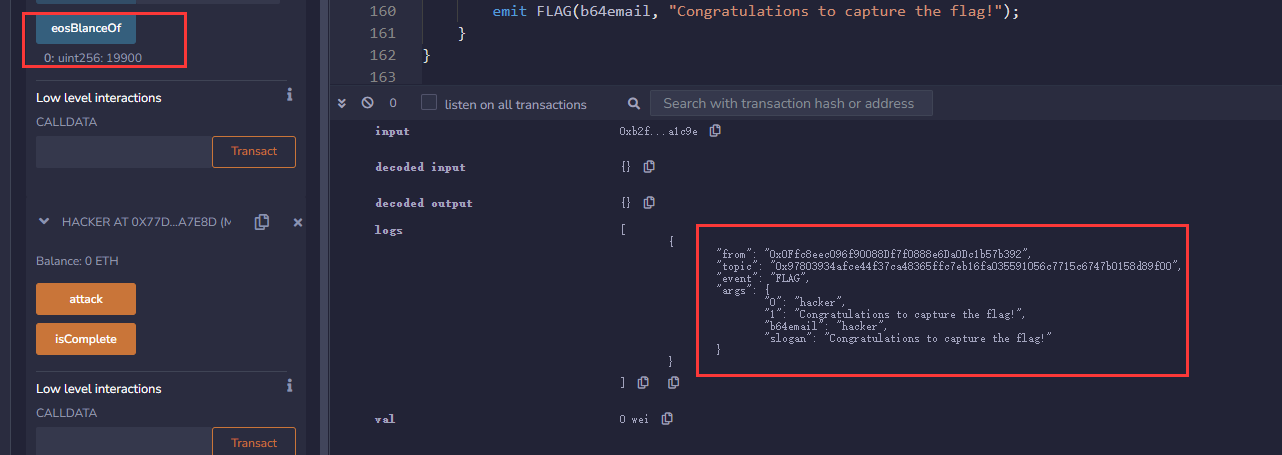 eosBlanceOf
0: uint256: 19900
Low level interactions
CALLDATA
Transact
HACKER AT 0X77D...A7E8D (M
Balance: 0 ETH
attack
isComplete
Low level interactions
CALLDATA
Transact
160 emit FLAG(b64email, "Congratulations to capture the flag!");
161 }
162 }
163
0 listen on all transactions Search with transaction hash or address
input 0xb2f...a1c9e
decoded input {}
decoded output {}
logs [
{
"from": "0x0Ffc8eec096f90088Df7f0888e6Da0Dc1b57b392",
"topic": "0x97803934afce44f37ca48365ffc7eb16fa035591056c7715c6747b0158d89f00",
"event": "FLAG",
"args": {
"0": "hacker",
"1": "Congratulations to capture the flag!",
"b64email": "hacker",
"slogan": "Congratulations to capture the flag!"
}
}
]
val 0 wei